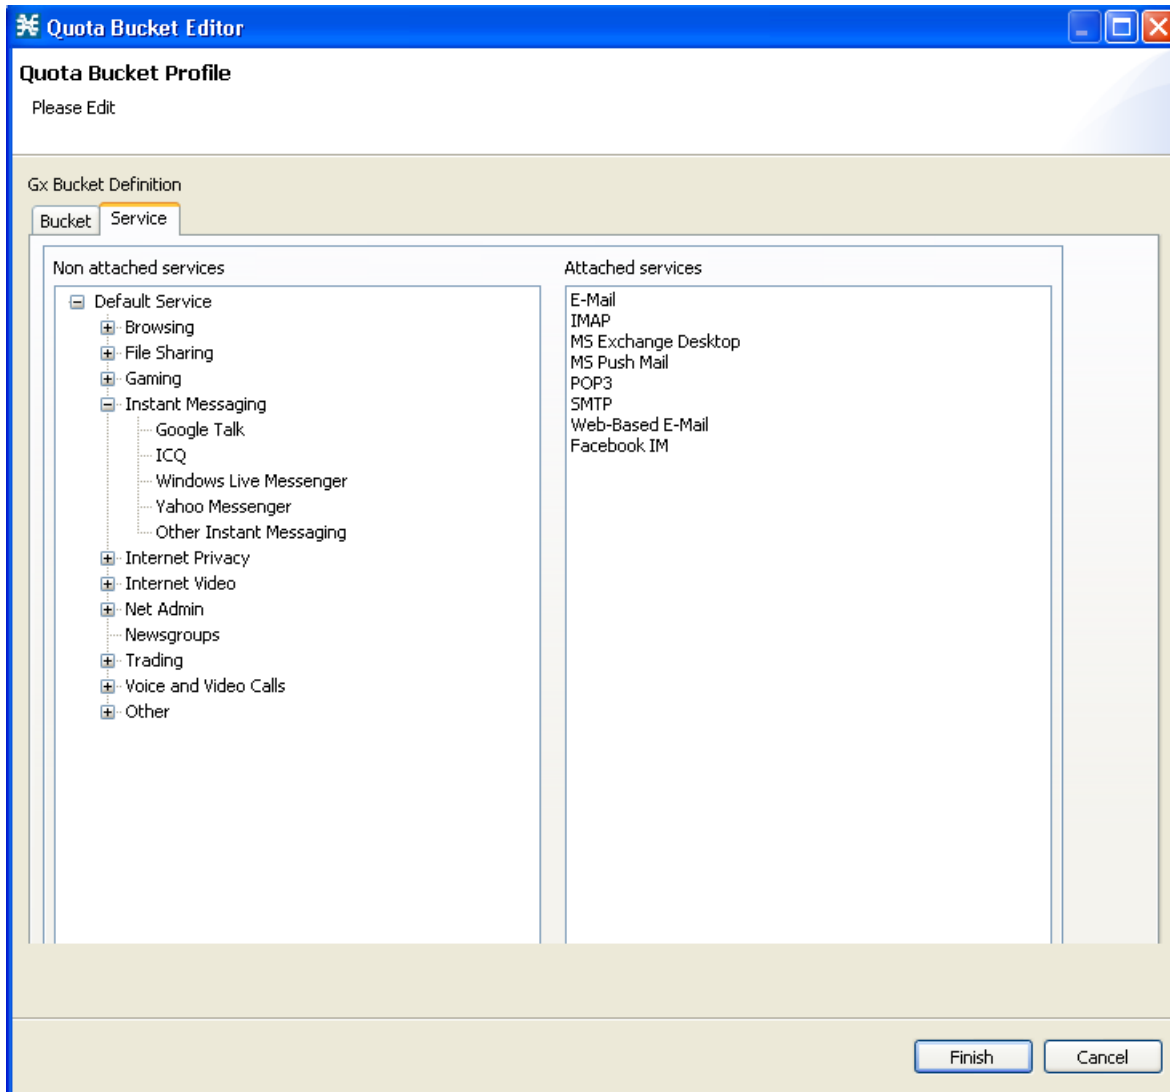 Quota Bucket Editor
Quota Bucket Profile
Please Edit
Gx Bucket Definition
Bucket
Service
Non attached services
Default Service
Browsing
File Sharing
Gaming
Instant Messaging
Google Talk
ICQ
Windows Live Messenger
Yahoo Messenger
Other Instant Messaging
Internet Privacy
Internet Video
Net Admin
Newsgroups
Trading
Voice and Video Calls
Other
Attached services
E-Mail
IMAP
MS Exchange Desktop
MS Push Mail
POP3
SMTP
Web-Based E-Mail
Facebook IM
Finish
Cancel